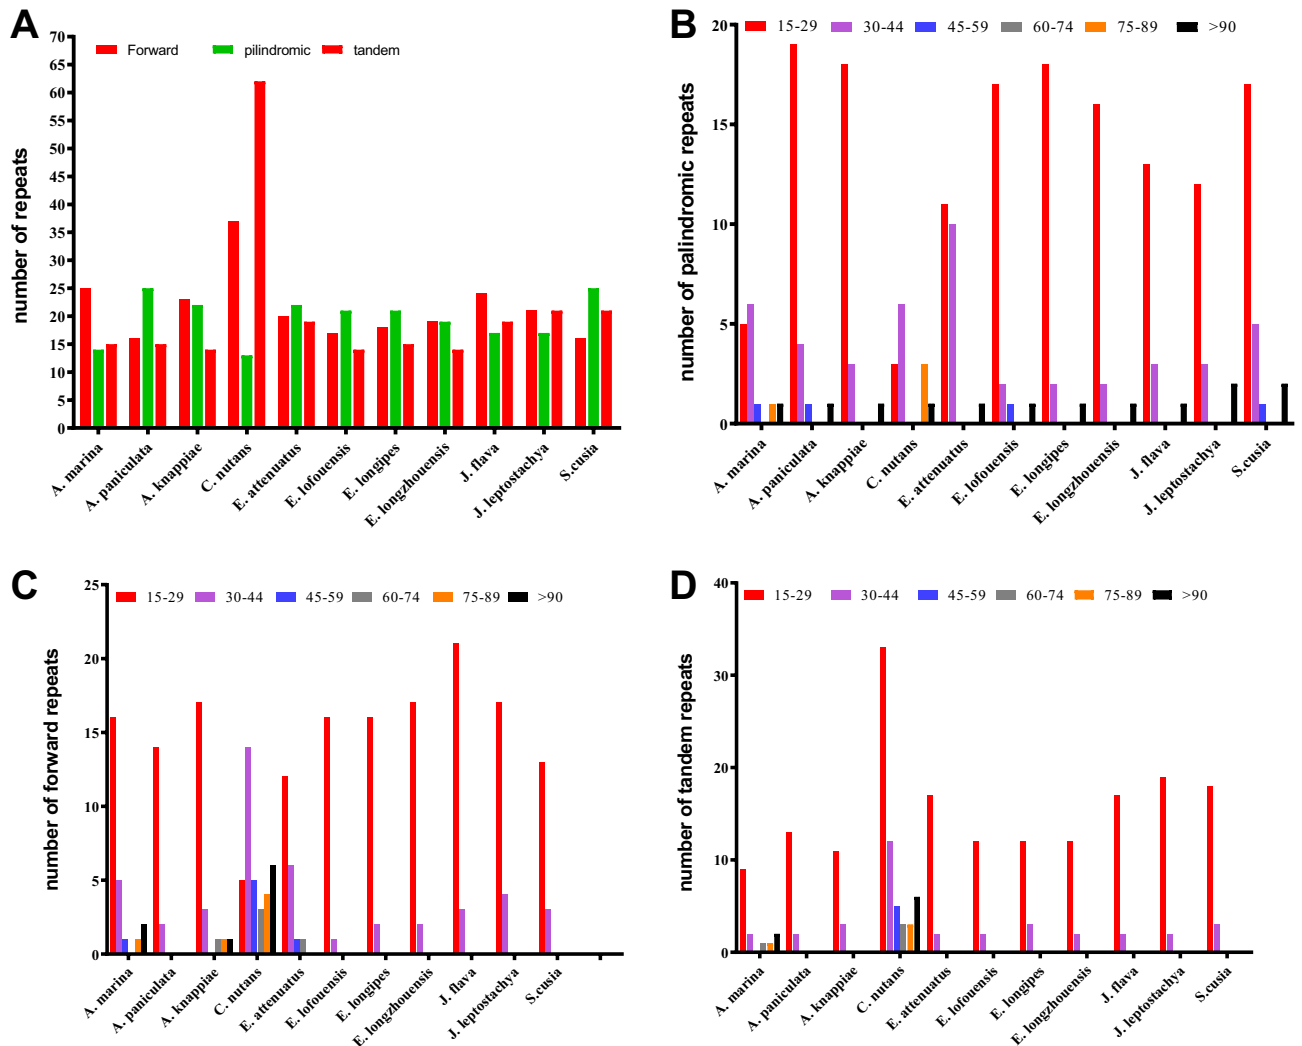 A
number of repeats
Forward pilindromic tandem
70
65
60
55
50
45
40
35
30
25
20
15
10
5
0
A. marina
A. paniculata
A. knappiae
C. nutans
E. attenuatus
E. lofouensis
E. longipes
E. longzhouensis
J. flava
J. leptostachya
S.cusia
B
number of palindromic repeats
15-29 30-44 45-59 60-74 75-89 >90
20
15
10
5
0
A. marina
A. paniculata
A. knappiae
C. nutans
E. attenuatus
E. lofouensis
E. longipes
E. longzhouensis
J. flava
J. leptostachya
S.cusia
C
number of forward repeats
15-29 30-44 45-59 60-74 75-89 >90
25
20
15
10
5
0
A. marina
A. paniculata
A. knappiae
C. nutans
E. attenuatus
E. lofouensis
E. longipes
E. longzhouensis
J. flava
J. leptostachya
S.cusia
D
number of tandem repeats
15-29 30-44 45-59 60-74 75-89 >90
40
30
20
10
0
A. marina
A. paniculata
A. knappiae
C. nutans
E. attenuatus
E. lofouensis
E. longipes
E. longzhouensis
J. flava
J. leptostachya
S.cusia